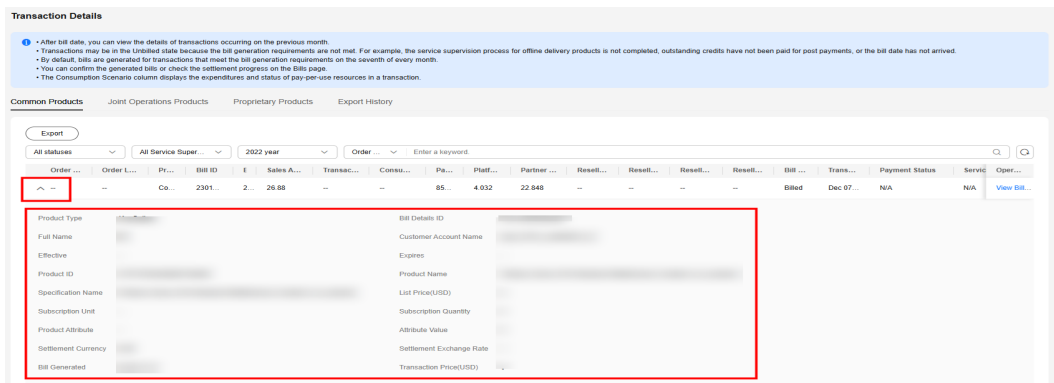 Transaction Details
• After bill date, you can view the details of transactions occurring on the previous month.
• Transactions may be in the Unbilled state because the bill generation requirements are not met. For example, the service supervision process for offline delivery products is not completed, outstanding credits have not been paid for post payments, or the bill date has not arrived.
• By default, bills are generated for transactions that meet the bill generation requirements on the seventh of every month.
• You can confirm the generated bills or check the settlement progress on the Bills page.
• The Consumption Scenario column displays the expenditures and status of pay-per-use resources in a transaction.
Common Products Joint Operations Products Proprietary Products Export History
Export
All statuses All Service Super... 2022 year Order ... Enter a keyword.
Order ... Order L... Pr... Bill ID E Sales A... Transac... Consu... Pa... Platf... Partner ... Resell... Resell... Resell... Resell... Bill ... Trans... Payment Status Servic Oper...
-- -- Co... 2301... 2... 26.88 -- -- 85... 4.032 22.848 -- -- -- -- Billed Dec 07... N/A N/A View Bill...
Product Type Bill Details ID
Full Name Customer Account Name
Effective Expires
Product ID Product Name
Specification Name List Price(USD)
Subscription Unit Subscription Quantity
Product Attribute Attribute Value
Settlement Currency Settlement Exchange Rate
Bill Generated Transaction Price(USD)